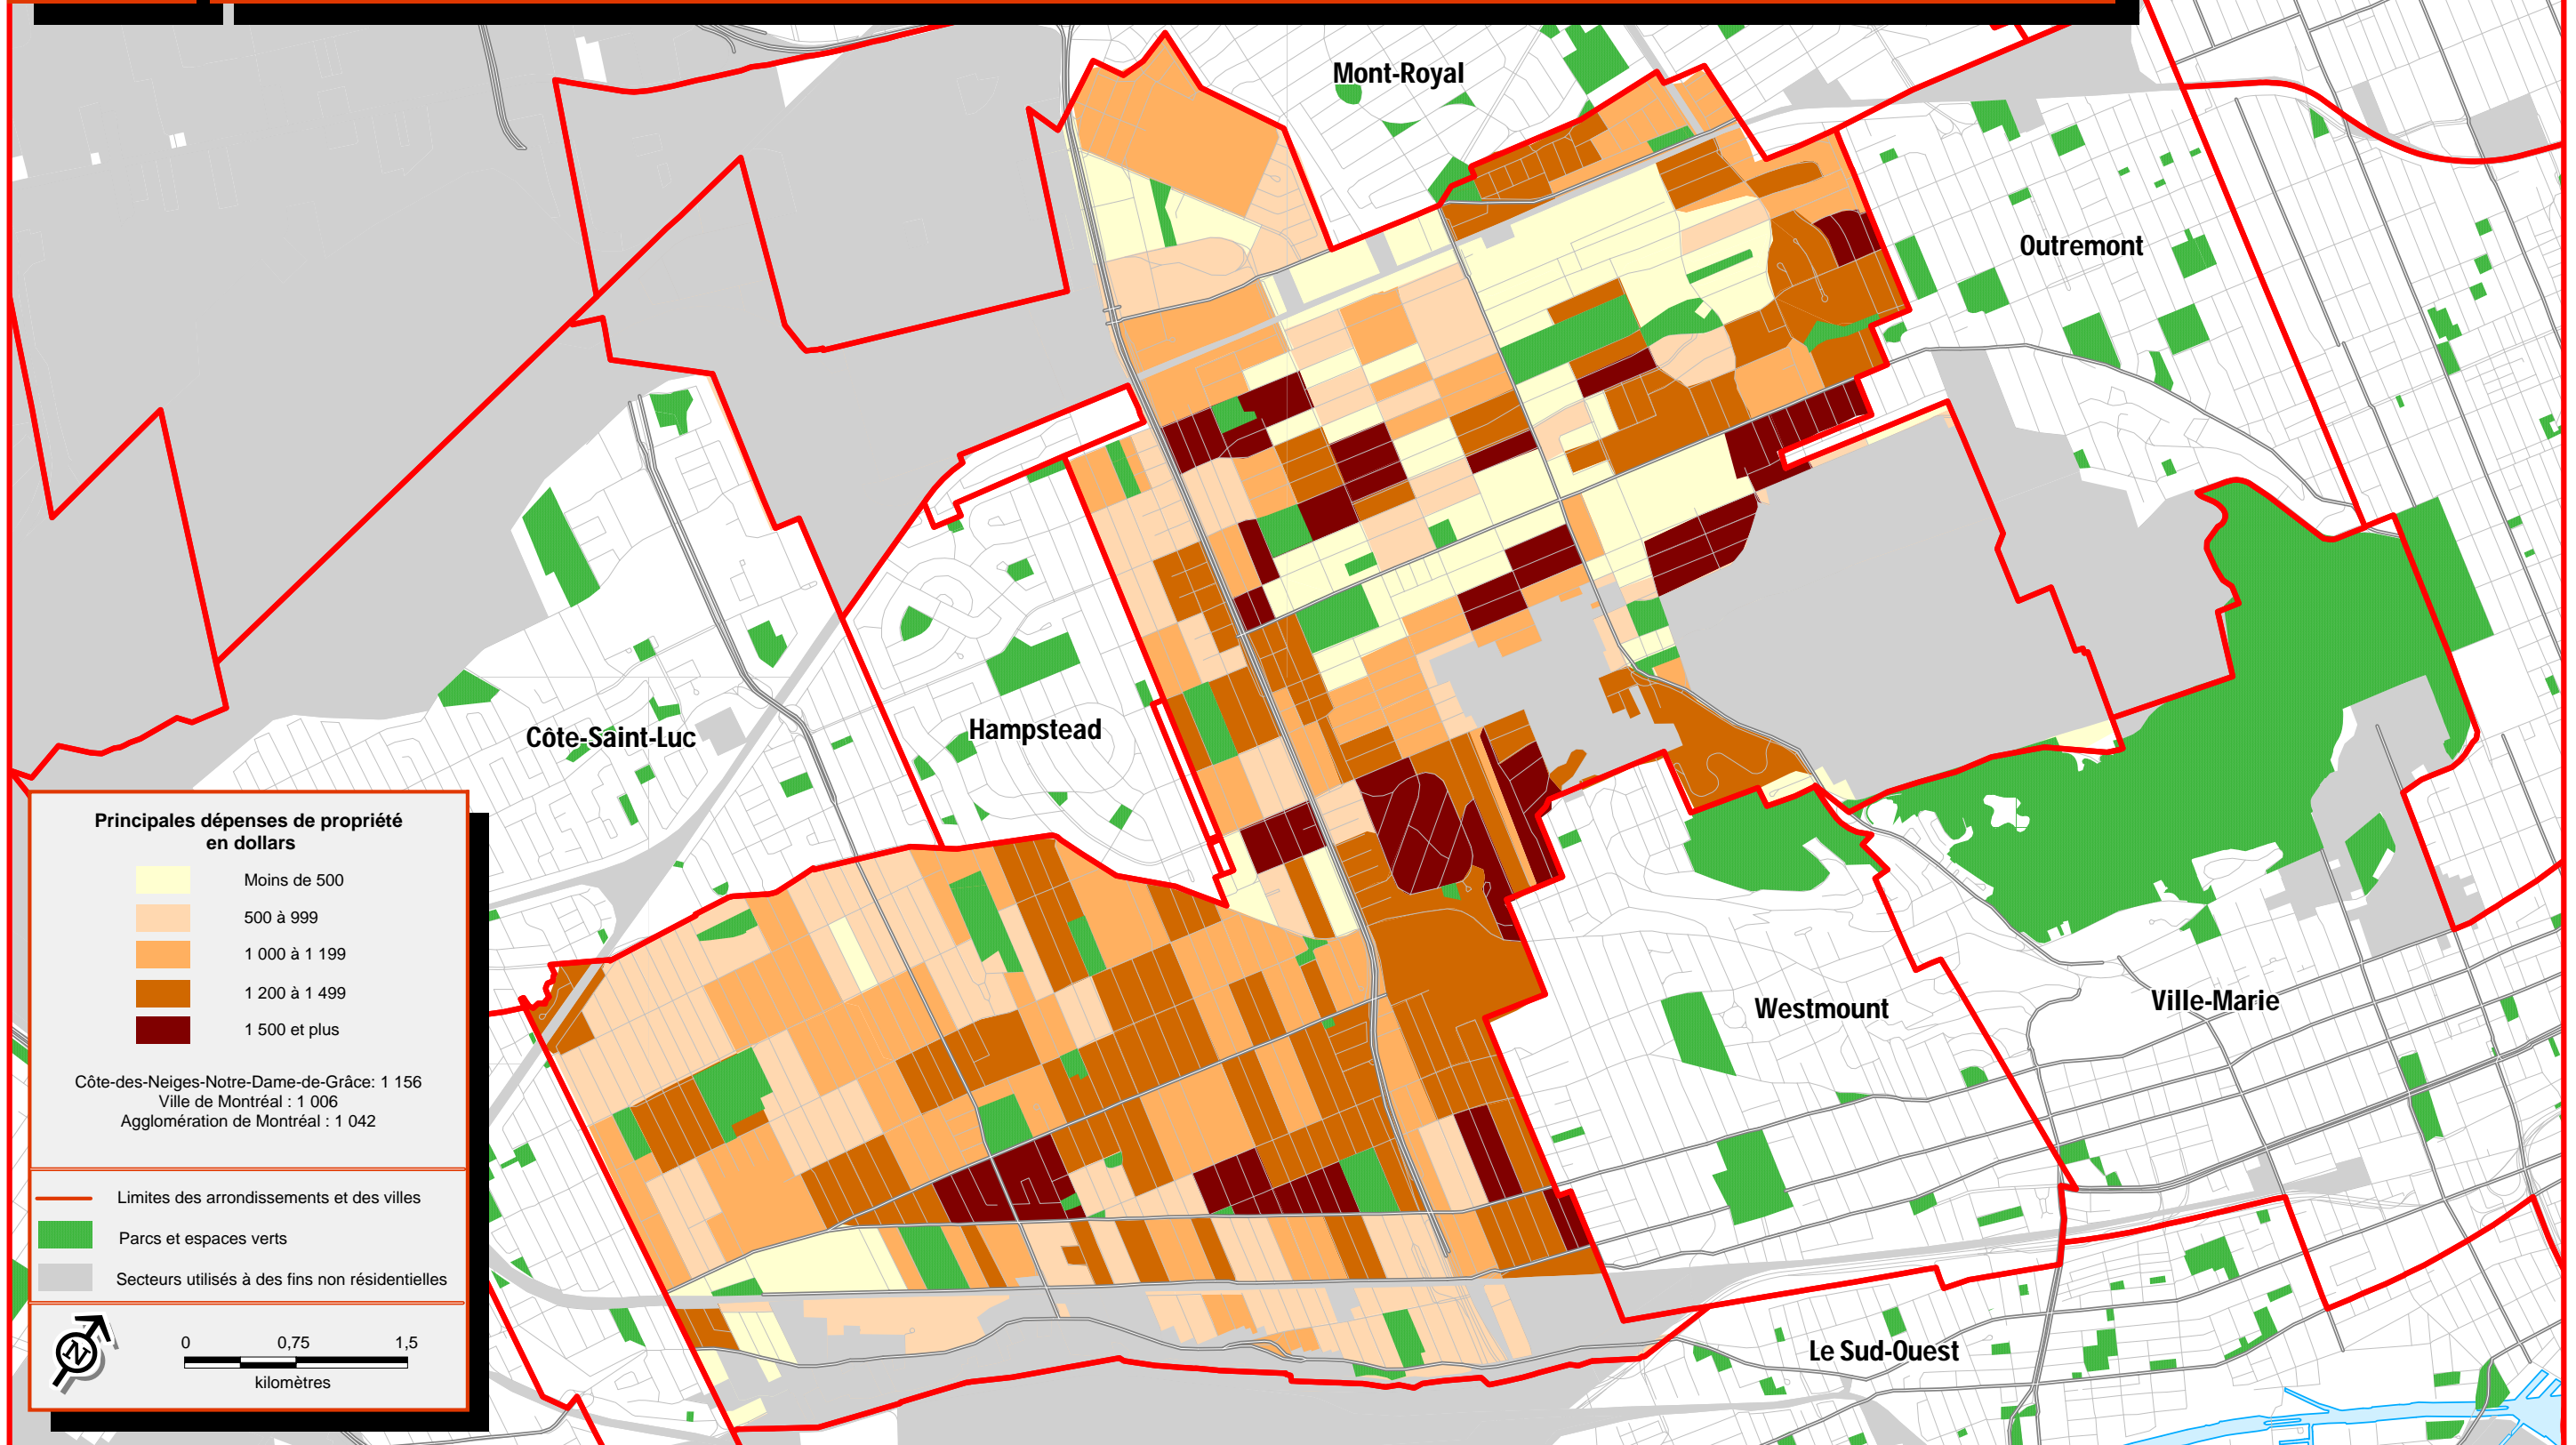 Mont-Royal
Outremont
Côte-Saint-Luc
Hampstead
Westmount
Ville-Marie
Le Sud-Ouest
Principales dépenses de propriété
en dollars
Moins de 500
500 à 999
1 000 à 1 199
1 200 à 1 499
1 500 et plus
Côte-des-Neiges-Notre-Dame-de-Grâce: 1 156
Ville de Montréal : 1 006
Agglomération de Montréal : 1 042
Limites des arrondissements et des villes
Parcs et espaces verts
Secteurs utilisés à des fins non résidentielles
N
0 0,75 1,5
kilomètres